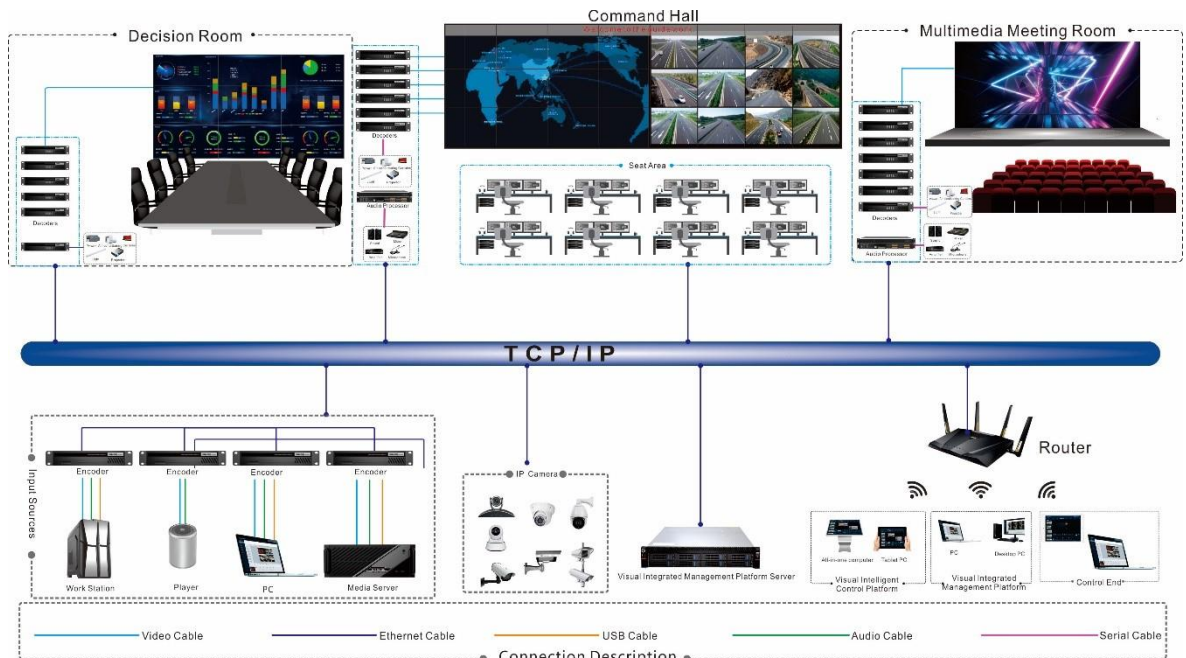 Command Hall
Decision Room
Multimedia Meeting Room
Decoders
Decoders
Audio Processor
Seat Area
Decoders
Audio Processor
TCP/IP
Input Sources
Encoder
Encoder
Encoder
Encoder
Work Station
Player
PC
Media Server
IP Camera
Visual Integrated Management Platform Server
Router
All-in-one computer
Tablet PC
Visual Intelligent
Control Platform
PC
Desktop PC
Visual Integrated
Management Platform
Control End
Video Cable
Ethernet Cable
USB Cable
Audio Cable
Serial Cable
Connection Description